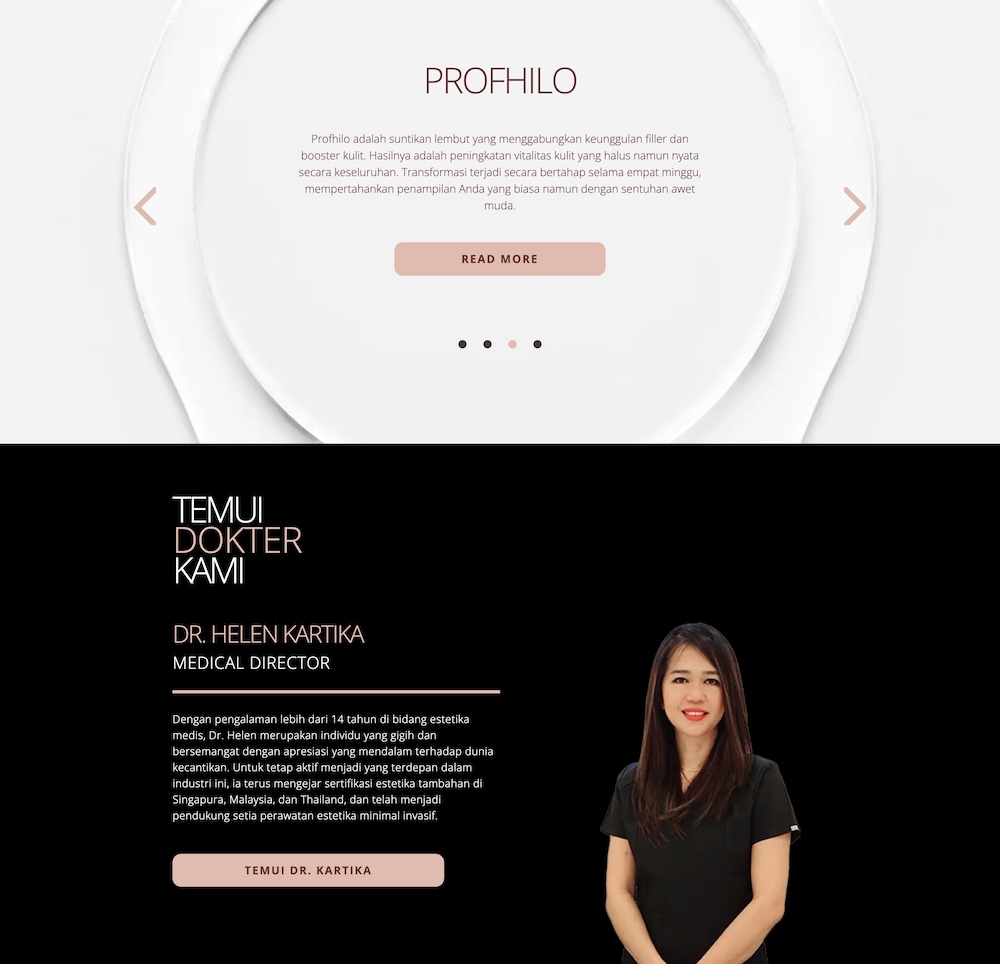 PROFHILO
Profhilo adalah suntikan lembut yang menggabungkan keunggulan filler dan
booster kulit. Hasilnya adalah peningkatan vitalitas kulit yang halus namun nyata
secara keseluruhan. Transformasi terjadi secara bertahap selama empat minggu,
mempertahankan penampilan Anda yang biasa namun dengan sentuhan awet
muda.
READ MORE
TEMUI
DOKTER
KAMI
DR. HELEN KARTIKA
MEDICAL DIRECTOR
Dengan pengalaman lebih dari 14 tahun di bidang estetika
medis, Dr. Helen merupakan individu yang gigih dan
bersemangat dengan apresiasi yang mendalam terhadap dunia
kecantikan. Untuk tetap aktif menjadi yang terdepan dalam
industri ini, ia terus mengejar sertifikasi estetika tambahan di
Singapura, Malaysia, dan Thailand, dan telah menjadi
pendukung setia perawatan estetika minimal invasif.
TEMUI DR. KARTIKA